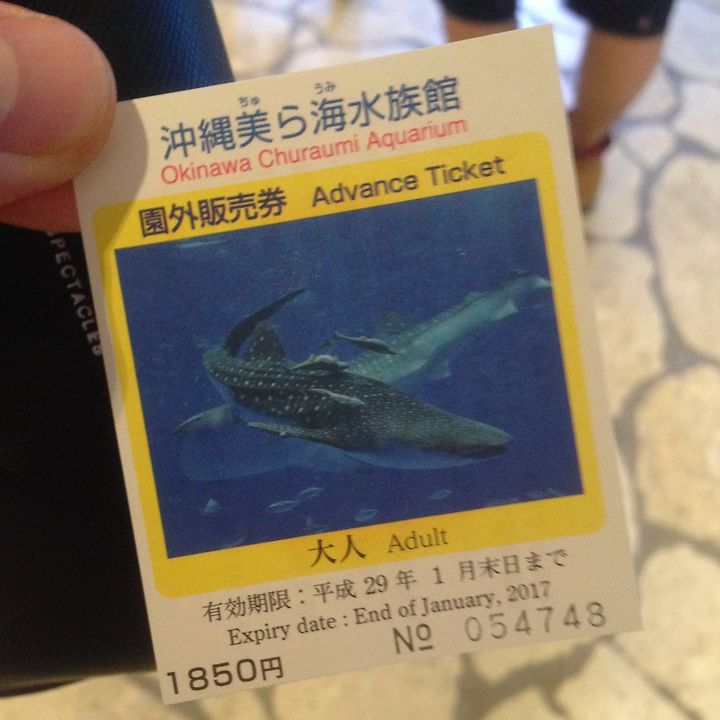 沖縄美ら海水族館
ちゅ うみ
Okinawa Churaumi Aquarium
園外販売券 Advance Ticket
大人 Adult
有効期限：平成 29 年 1 月末日まで
Expiry date : End of January, 2017
№ 054748
1850円
SPECTACLES